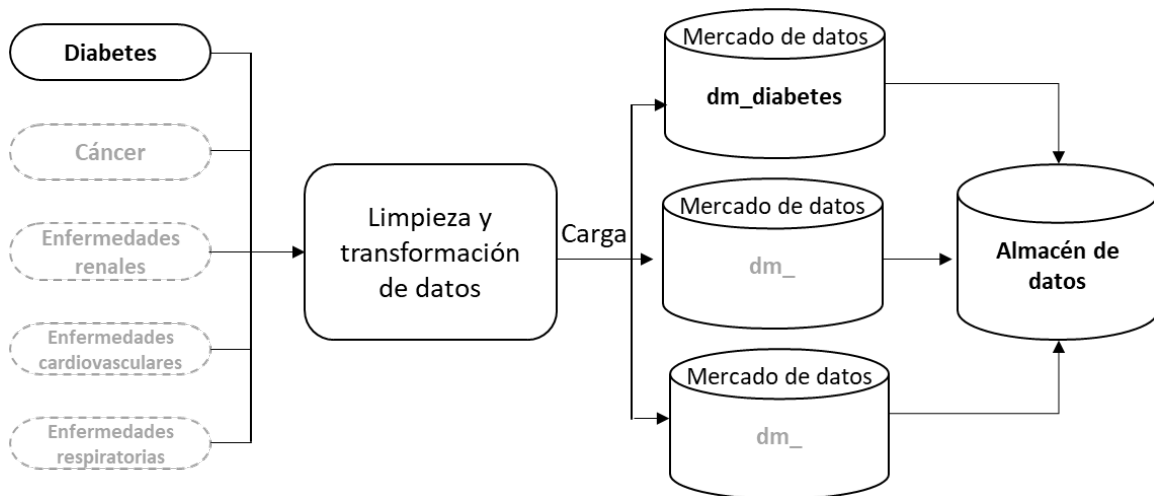 Diabetes
Cáncer
Enfermedades
renales
Enfermedades
cardiovasculares
Enfermedades
respiratorias
Limpieza y
transformación
de datos
Carga
Mercado de datos
dm_diabetes
Mercado de datos
dm_
Mercado de datos
dm_
Almacén de
datos